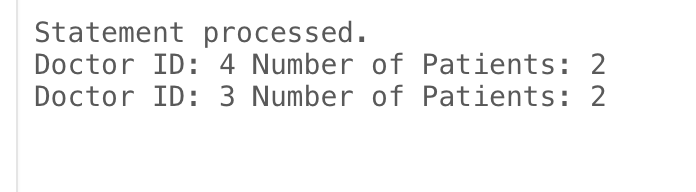 Statement processed.
Doctor ID: 4 Number of Patients: 2
Doctor ID: 3 Number of Patients: 2